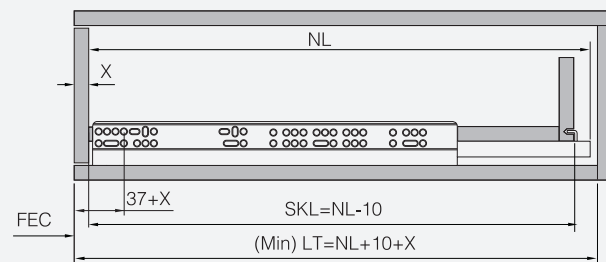 NL
X
37+X
SKL=NL-10
FEC
(Min) LT=NL+10+X